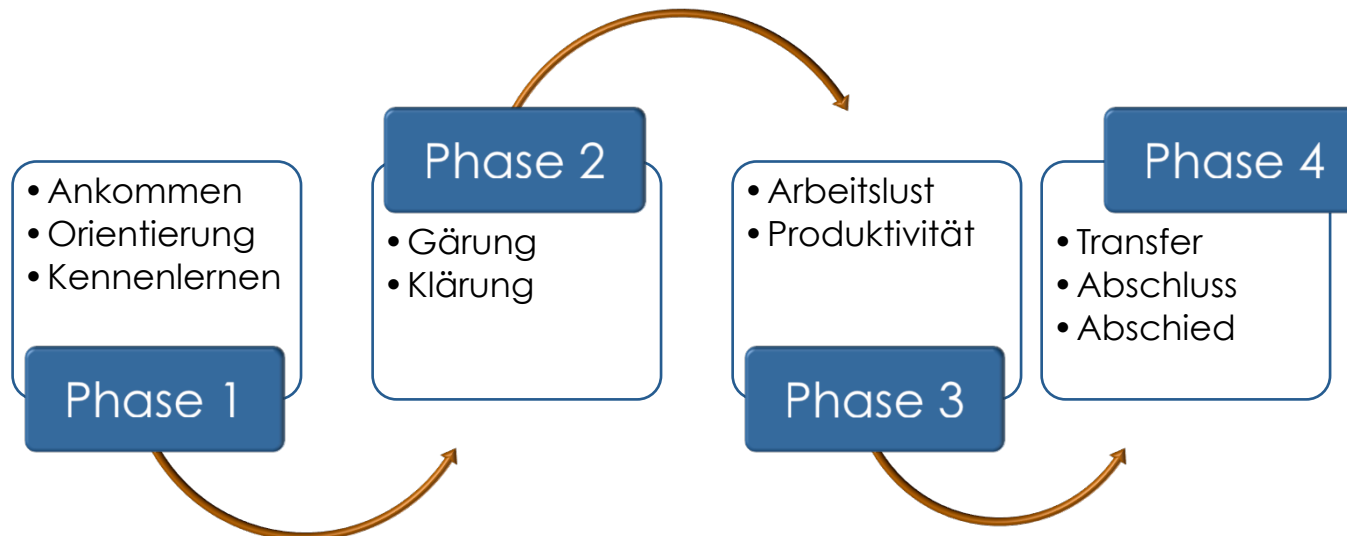 Phase 1
• Ankommen
• Orientierung
• Kennenlernen
Phase 2
• Gärung
• Klärung
Phase 3
• Arbeitslust
• Produktivität
Phase 4
• Transfer
• Abschluss
• Abschied